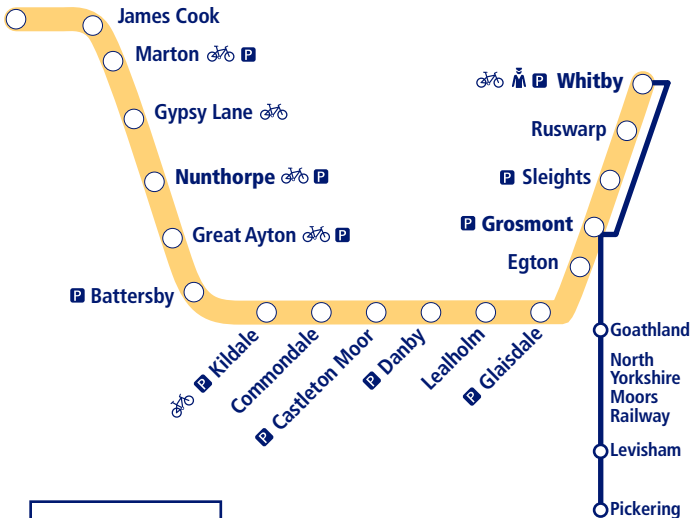 James Cook
Marton P
Gypsy Lane
Nunthorpe P
Great Ayton P
P Battersby
P Kildale
Commondale
P Castleton Moor
P Danby
Lealholm
P Glaisdale
P Whitby
Ruswarp
P Sleights
P Grosmont
Egton
Goathland
North
Yorkshire
Moors
Railway
Levisham
Pickering